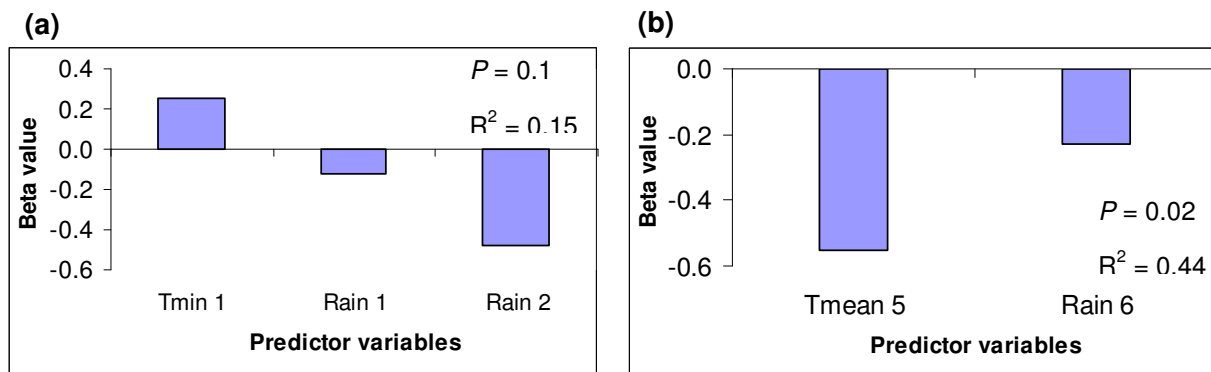 (a)
0.4
0.2
0.0
-0.2
-0.4
-0.6
Beta value
P = 0.1
R² = 0.15
Tmin 1 Rain 1 Rain 2
Predictor variables
(b)
0.0
-0.2
-0.4
-0.6
Beta value
P = 0.02
R² = 0.44
Tmean 5 Rain 6
Predictor variables